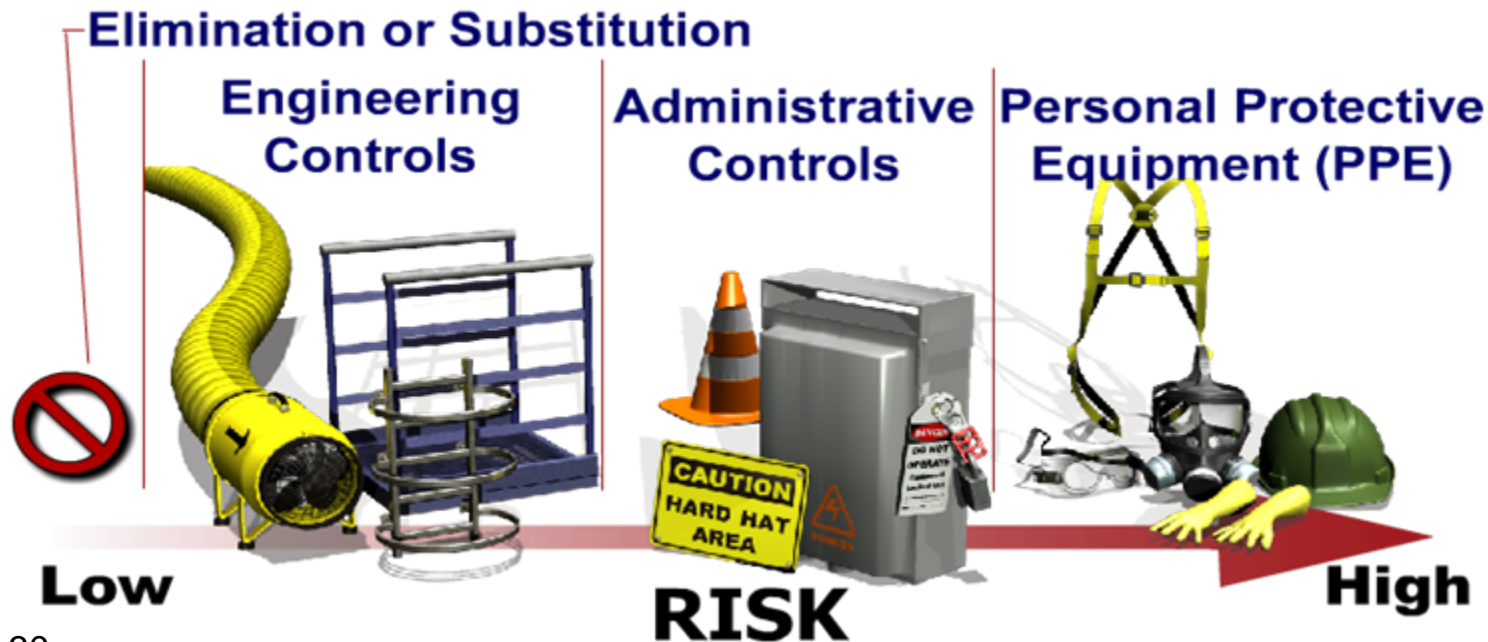 Elimination or Substitution
Engineering
Controls
Administrative
Controls
Personal Protective
Equipment (PPE)
CAUTION
HARD HAT
AREA
DANGER
DO NOT
OPERATE
Low
RISK
High